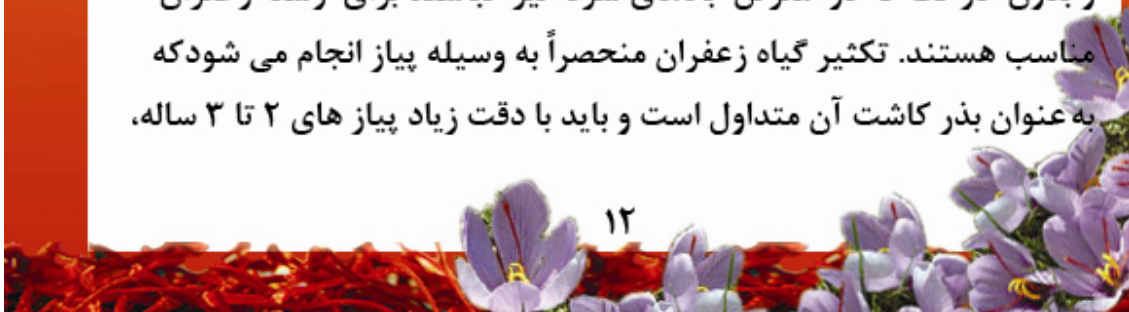 مناسب هستند. تکثیر گیاه زعفران منحصراً به وسیله پیاز انجام می شودکه
به عنوان بذر کاشت آن متداول است و باید با دقت زیاد پیاز های ۲ تا ۳ ساله،
۱۲